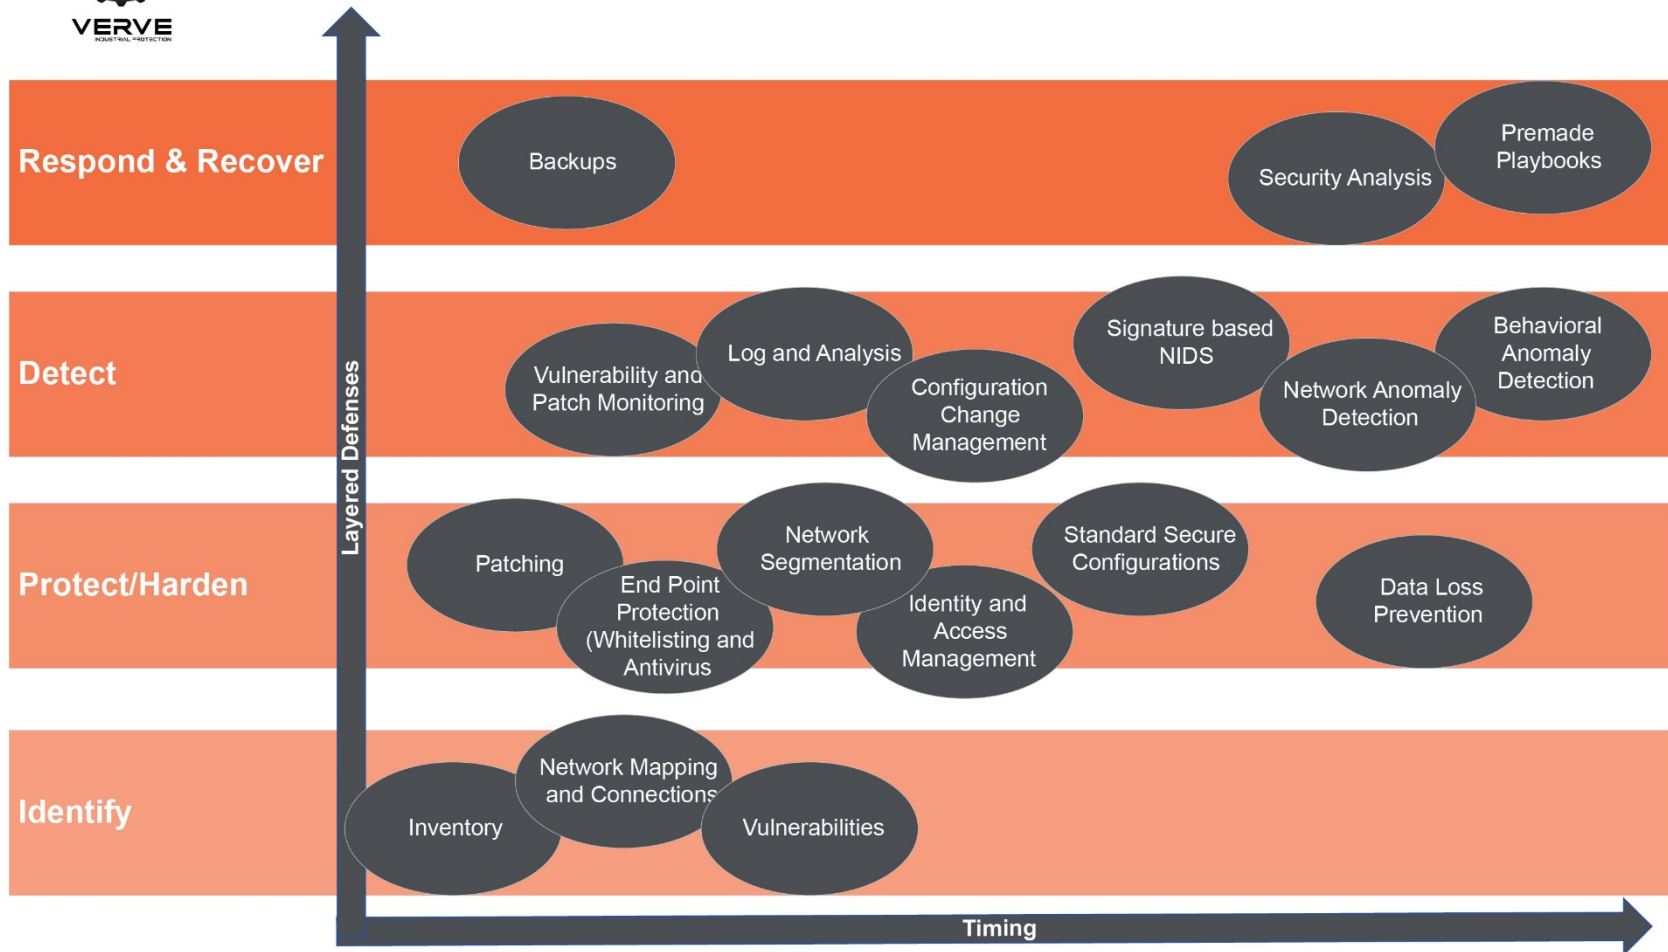 VERVE
INDUSTRIAL PROTECTION
Respond & Recover
Backups
Security Analysis
Premade
Playbooks
Detect
Vulnerability and
Patch Monitoring
Log and Analysis
Configuration
Change
Management
Signature based
NIDS
Network Anomaly
Detection
Behavioral
Anomaly
Detection
Layered Defenses
Protect/Harden
Patching
End Point
Protection
(Whitelisting and
Antivirus
Network
Segmentation
Identity and
Access
Management
Standard Secure
Configurations
Data Loss
Prevention
Identify
Inventory
Network Mapping
and Connections
Vulnerabilities
Timing